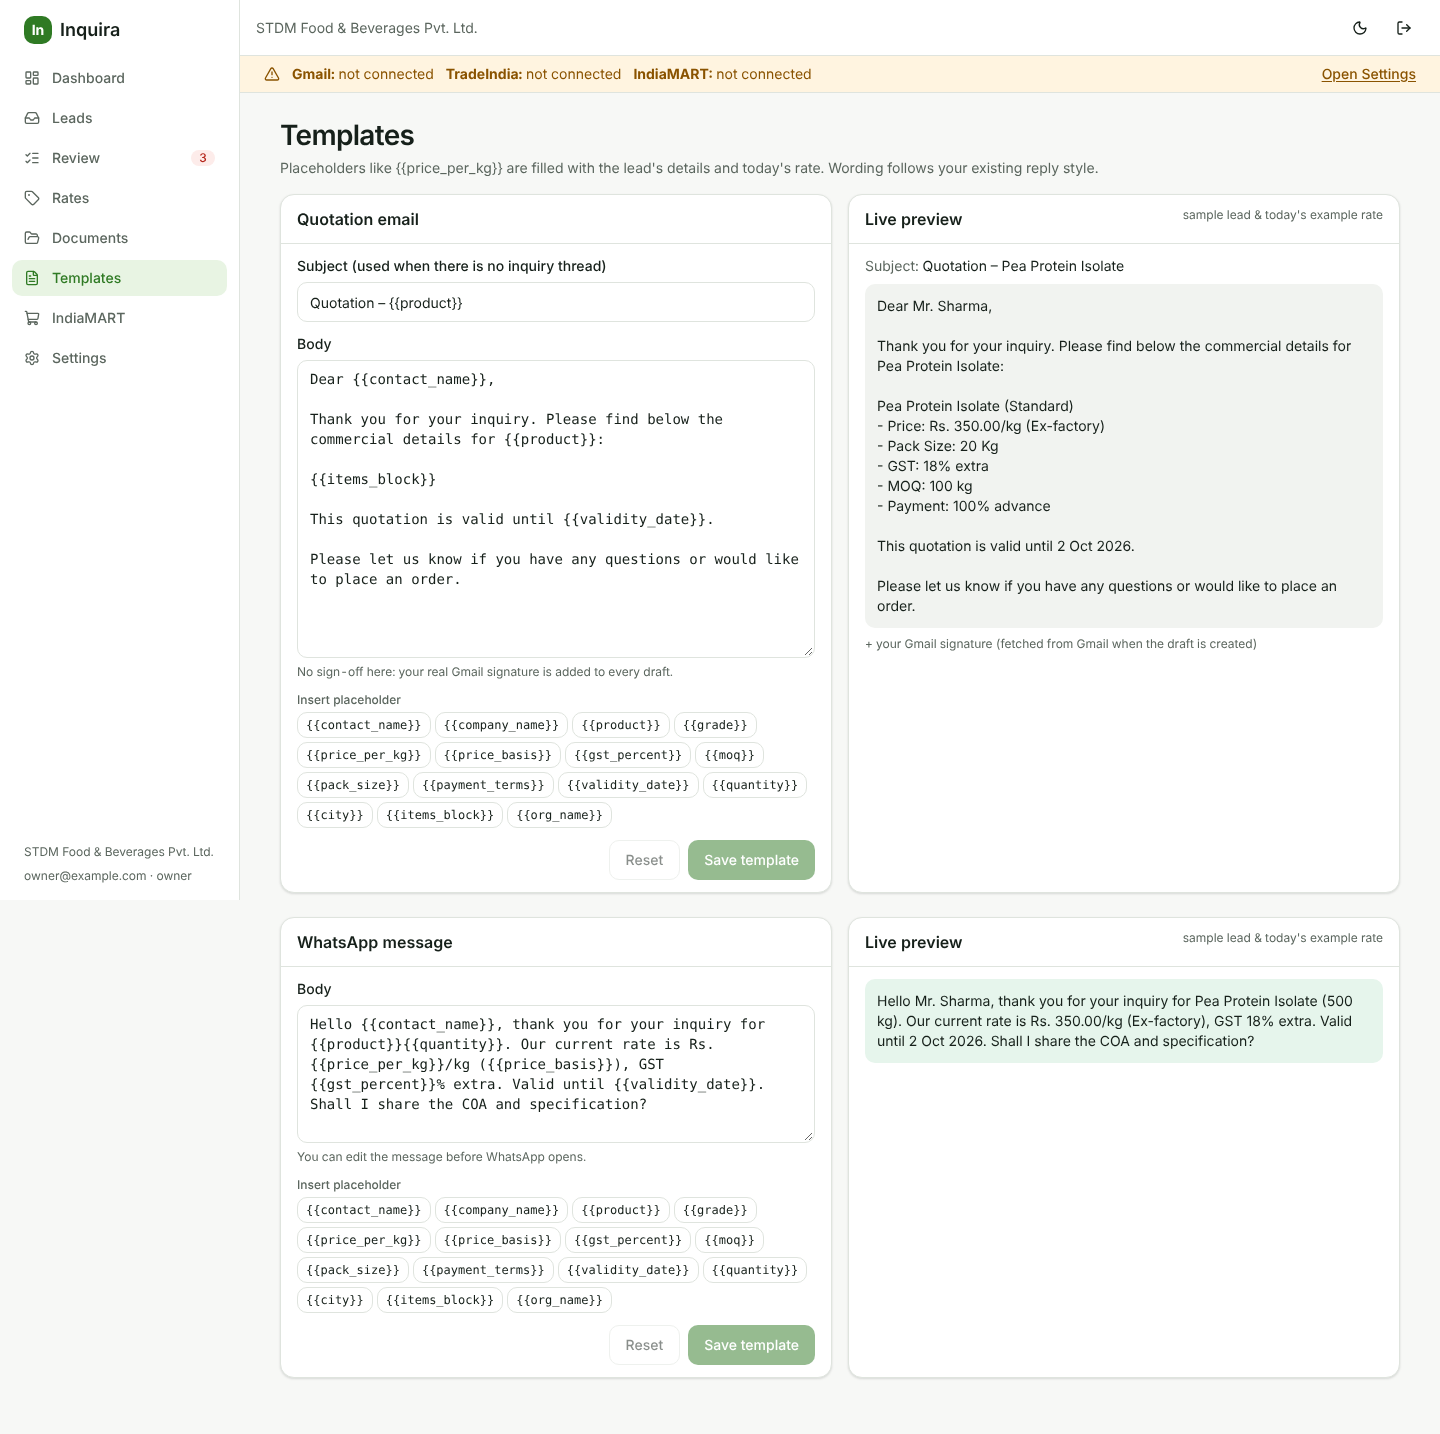 In Inquira
Dashboard
Leads
Review 3
Rates
Documents
Templates
IndiaMART
Settings
STDM Food & Beverages Pvt. Ltd.
owner@example.com · owner
STDM Food & Beverages Pvt. Ltd.
Gmail: not connected TradeIndia: not connected IndiaMART: not connected Open Settings
Templates
Placeholders like {{price_per_kg}} are filled with the lead's details and today's rate. Wording follows your existing reply style.
Quotation email
Subject (used when there is no inquiry thread)
Quotation – {{product}}
Body
Dear {{contact_name}},
Thank you for your inquiry. Please find below the
commercial details for {{product}}:
{{items_block}}
This quotation is valid until {{validity_date}}.
Please let us know if you have any questions or would like
to place an order.
No sign-off here: your real Gmail signature is added to every draft.
Insert placeholder
{{contact_name}} {{company_name}} {{product}} {{grade}}
{{price_per_kg}} {{price_basis}} {{gst_percent}} {{moq}}
{{pack_size}} {{payment_terms}} {{validity_date}} {{quantity}}
{{city}} {{items_block}} {{org_name}}
Reset Save template
Live preview sample lead & today's example rate
Subject: Quotation – Pea Protein Isolate
Dear Mr. Sharma,
Thank you for your inquiry. Please find below the commercial details for
Pea Protein Isolate:
Pea Protein Isolate (Standard)
- Price: Rs. 350.00/kg (Ex-factory)
- Pack Size: 20 Kg
- GST: 18% extra
- MOQ: 100 kg
- Payment: 100% advance
This quotation is valid until 2 Oct 2026.
Please let us know if you have any questions or would like to place an
order.
+ your Gmail signature (fetched from Gmail when the draft is created)
WhatsApp message
Body
Hello {{contact_name}}, thank you for your inquiry for
{{product}}{{quantity}}. Our current rate is Rs.
{{price_per_kg}}/kg ({{price_basis}}), GST
{{gst_percent}}% extra. Valid until {{validity_date}}.
Shall I share the COA and specification?
You can edit the message before WhatsApp opens.
Insert placeholder
{{contact_name}} {{company_name}} {{product}} {{grade}}
{{price_per_kg}} {{price_basis}} {{gst_percent}} {{moq}}
{{pack_size}} {{payment_terms}} {{validity_date}} {{quantity}}
{{city}} {{items_block}} {{org_name}}
Reset Save template
Live preview sample lead & today's example rate
Hello Mr. Sharma, thank you for your inquiry for Pea Protein Isolate (500
kg). Our current rate is Rs. 350.00/kg (Ex-factory), GST 18% extra. Valid
until 2 Oct 2026. Shall I share the COA and specification?